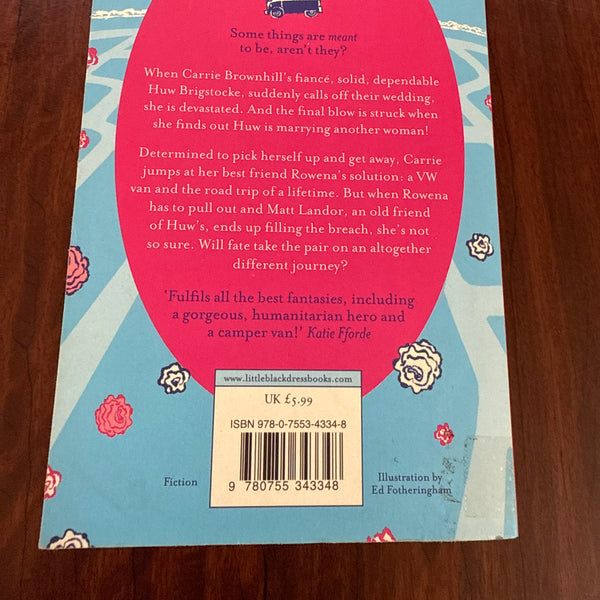 Some things are meant
to be, aren't they?
When Carrie Brownhill's fiancé, solid, dependable
Huw Brigstocke, suddenly calls off their wedding,
she is devastated. And the final blow is struck when
she finds out Huw is marrying another woman!
Determined to pick herself up and get away, Carrie
jumps at her best friend Rowena's solution: a VW
van and the road trip of a lifetime. But when Rowena
has to pull out and Matt Landor, an old friend
of Huw's, ends up filling the breach, she's not
so sure. Will fate take the pair on an altogether
different journey?
'Fulfils all the best fantasies, including
a gorgeous, humanitarian hero and
a camper van!' Katie Fforde
www.littleblackdressbooks.com
UK £5.99
ISBN 978-0-7553-4334-8
9 780755 343348
Fiction
Illustration by
Ed Fotheringham